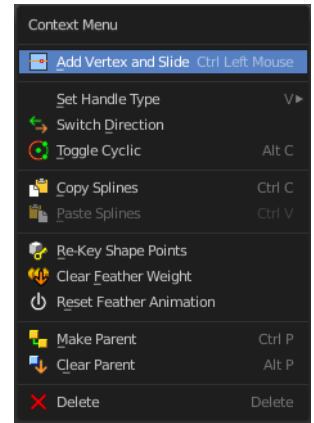 Context Menu
Add Vertex and Slide Ctrl Left Mouse
Set Handle Type V▶
Switch Direction
Toggle Cyclic Alt C
Copy Splines Ctrl C
Paste Splines Ctrl V
Re-Key Shape Points
Clear Feather Weight
Reset Feather Animation
Make Parent Ctrl P
Clear Parent Alt P
Delete Delete